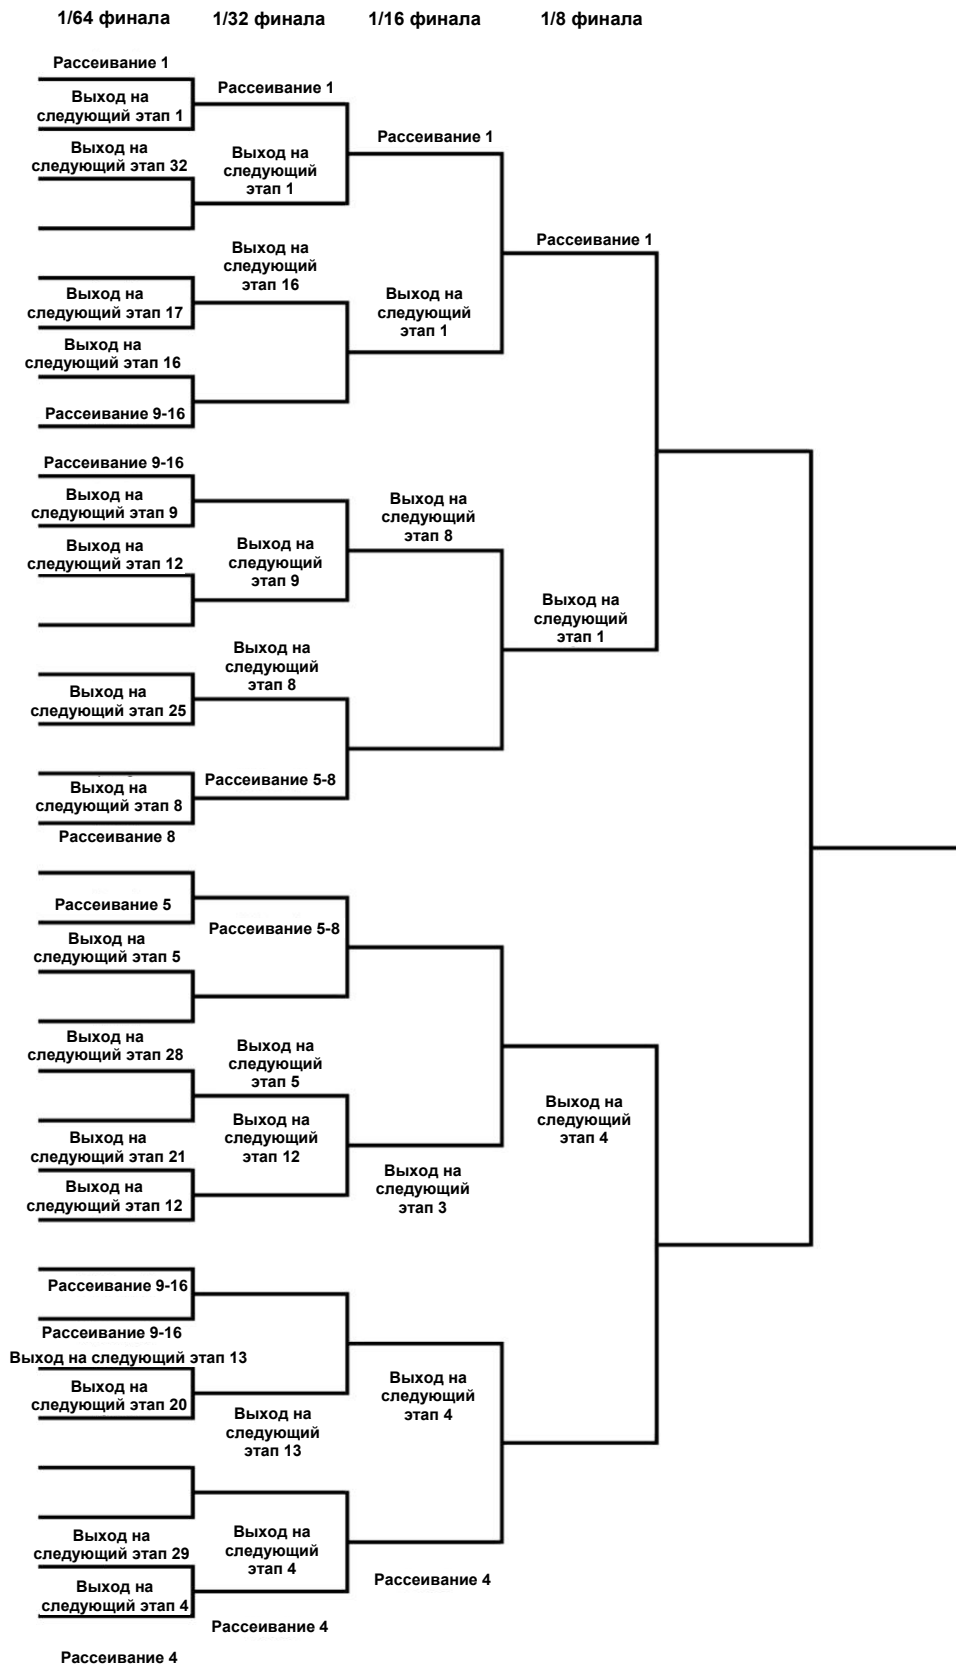 1/64 финала
1/32 финала
1/16 финала
1/8 финала
Рассеивание 1
Выход на
следующий этап 1
Выход на
следующий этап 32
Выход на
следующий этап 17
Выход на
следующий этап 16
Рассеивание 9-16
Рассеивание 9-16
Выход на
следующий этап 9
Выход на
следующий этап 12
Выход на
следующий этап 25
Выход на
следующий этап 8
Рассеивание 8
Рассеивание 5
Выход на
следующий этап 5
Выход на
следующий этап 28
Выход на
следующий этап 21
Выход на
следующий этап 12
Рассеивание 9-16
Рассеивание 9-16
Выход на следующий этап 13
Выход на
следующий этап 20
Выход на
следующий этап 29
Выход на
следующий этап 4
Рассеивание 4
Рассеивание 1
Выход на
следующий
этап 1
Выход на
следующий
этап 16
Выход на
следующий
этап 9
Выход на
следующий
этап 8
Рассеивание 5-8
Рассеивание 5-8
Выход на
следующий
этап 5
Выход на
следующий
этап 12
Выход на
следующий
этап 13
Выход на
следующий
этап 4
Рассеивание 4
Рассеивание 1
Выход на
следующий
этап 1
Выход на
следующий
этап 8
Выход на
следующий
этап 3
Выход на
следующий
этап 4
Рассеивание 4
Рассеивание 1
Выход на
следующий
этап 1
Выход на
следующий
этап 4